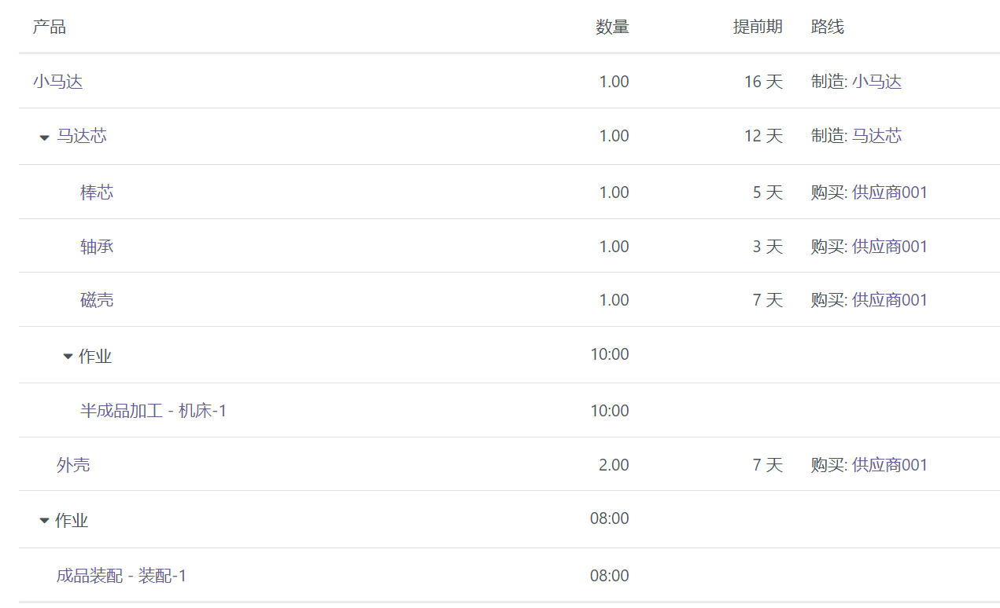 产品 数量 提前期 路线
小马达 1.00 16 天 制造: 小马达
马达芯 1.00 12 天 制造: 马达芯
棒芯 1.00 5 天 购买: 供应商001
轴承 1.00 3 天 购买: 供应商001
磁壳 1.00 7 天 购买: 供应商001
作业 10:00
半成品加工 - 机床-1 10:00
外壳 2.00 7 天 购买: 供应商001
作业 08:00
成品装配 - 装配-1 08:00